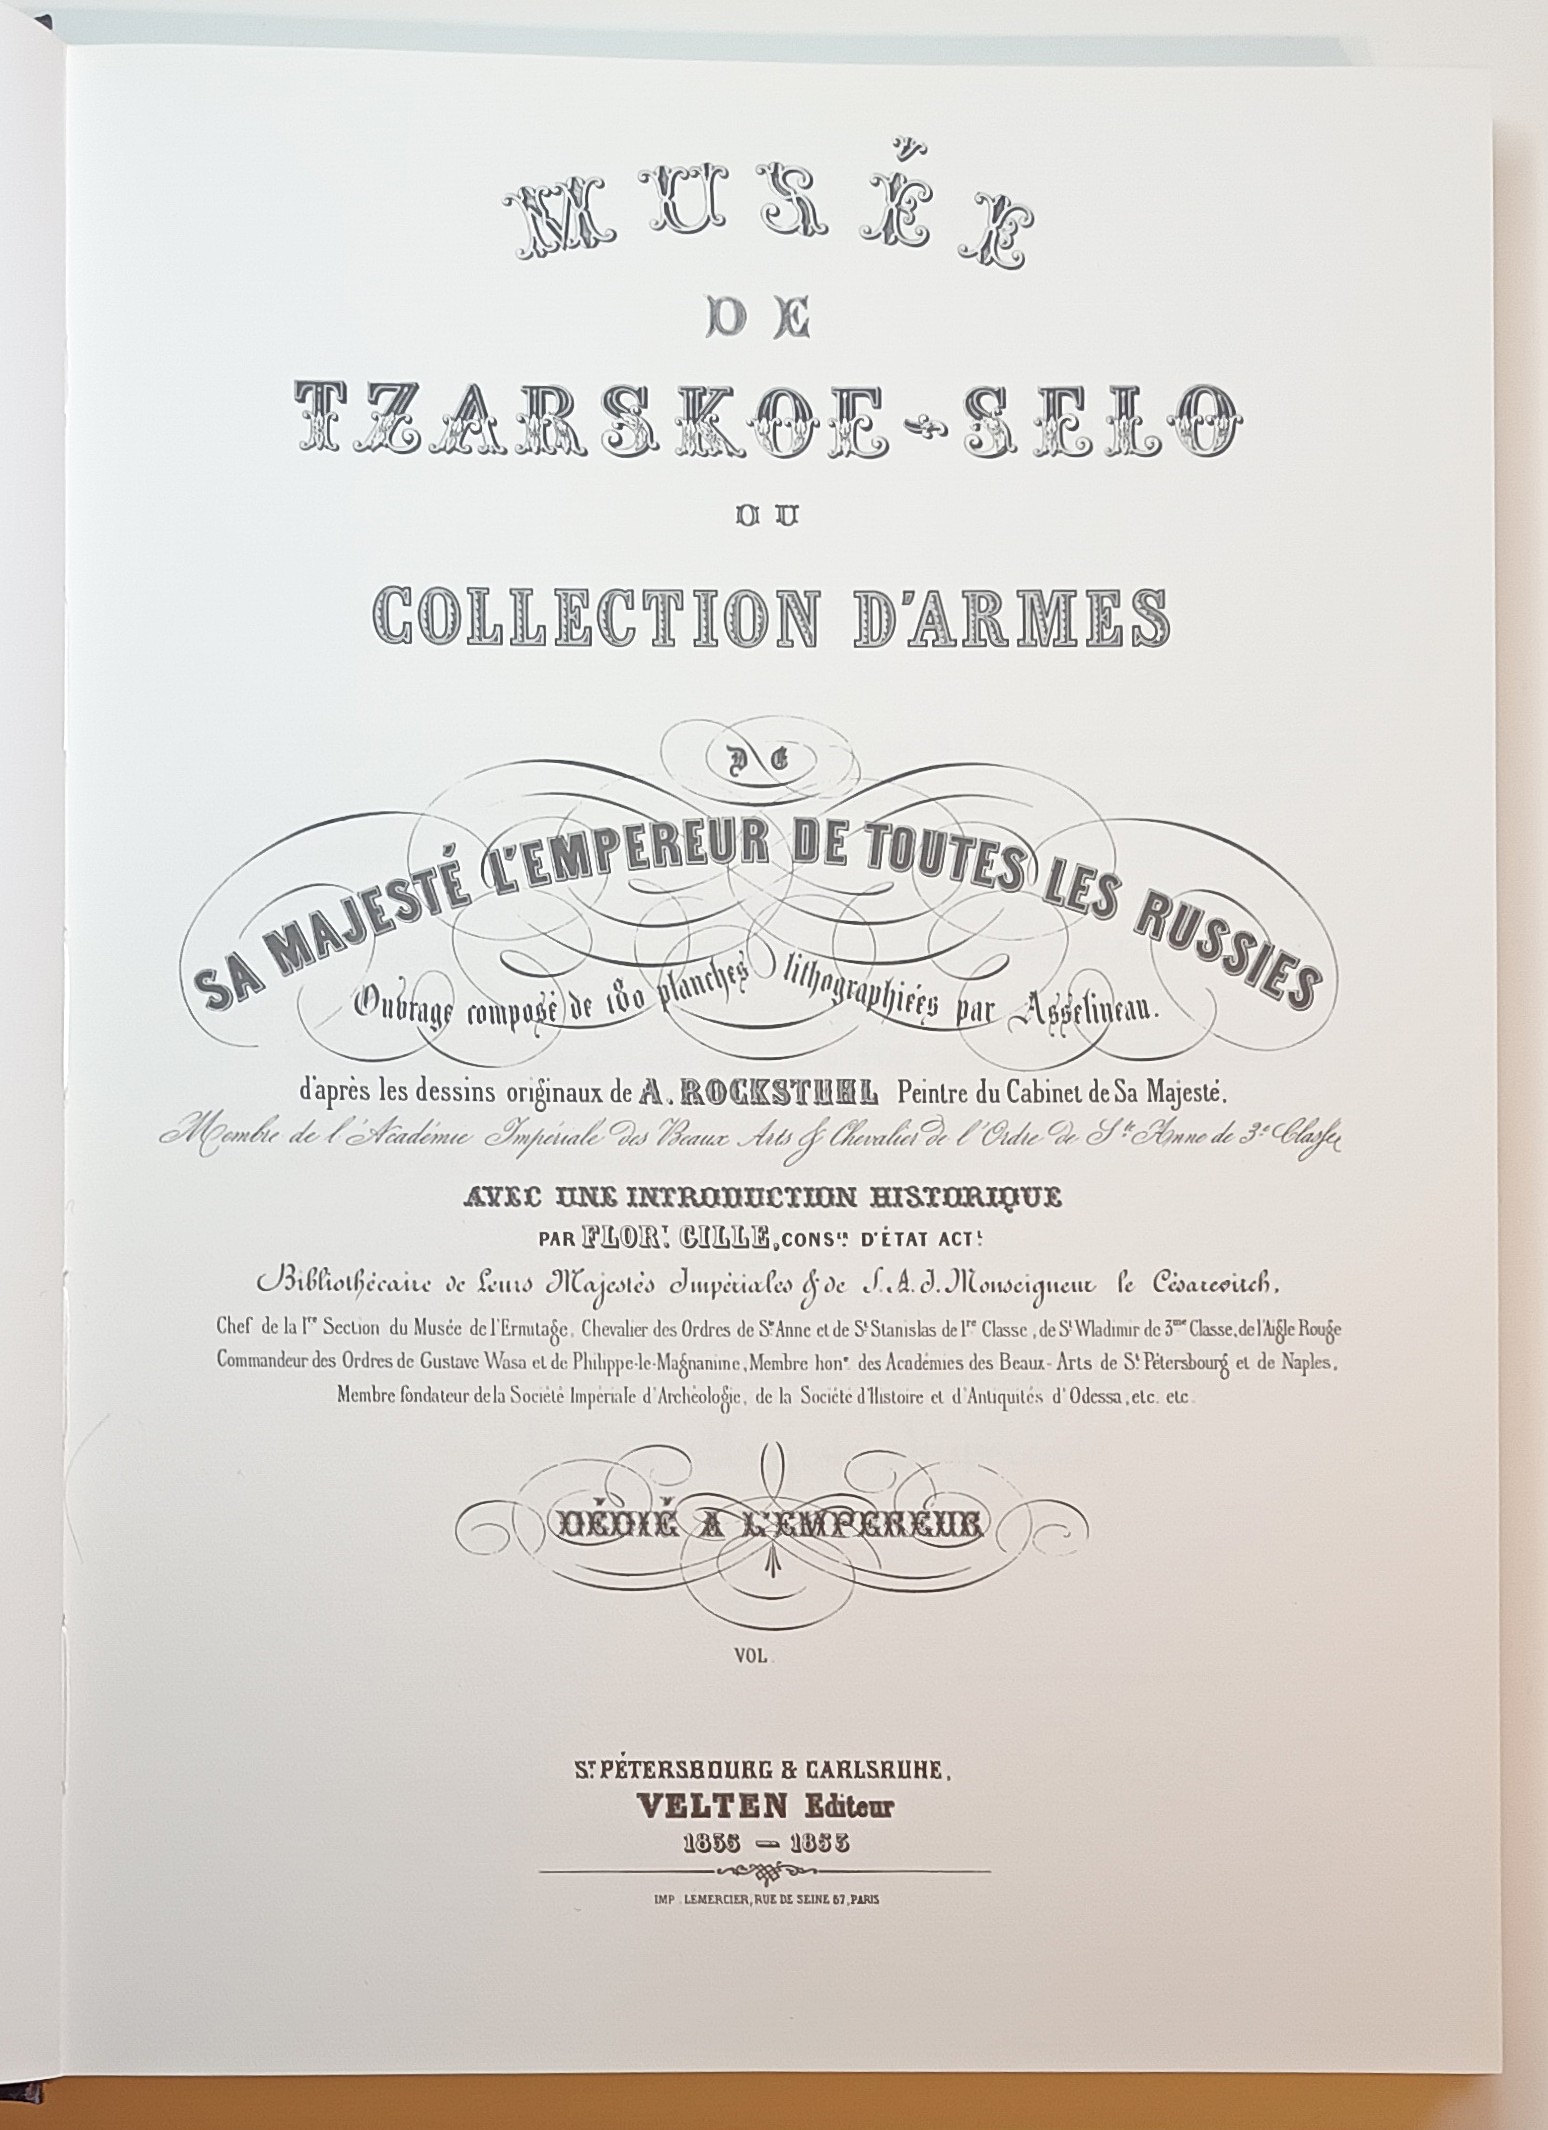 MUSÉE
DE
TZARSKOE-SELO
OU
COLLECTION D'ARMES
DE
SA MAJESTÉ L'EMPEREUR DE TOUTES LES RUSSIES
Ouvrage composé de 180 planches lithographiées par Asselineau.
d'après les dessins originaux de A. ROCKSTUHL Peintre du Cabinet de Sa Majesté.
Membre de l'Académie Impériale des Beaux Arts & Chevalier de l'Ordre de Ste Anne de 3e Classe
AVEC UNE INTRODUCTION HISTORIQUE
PAR FLORT. GILLE, CONSER D'ÉTAT ACTL
Bibliothécaire de Leurs Majestés Impériales & de S. A. I. Monseigneur le Césarevitch,
Chef de la 1re Section du Musée de l'Ermitage, Chevalier des Ordres de Ste Anne et de St Stanislas de 1re Classe, de St Wladimir de 3me Classe, de l'Aigle Rouge
Commandeur des Ordres de Gustave Wasa et de Philippe-le-Magnanime, Membre honre des Académies des Beaux-Arts de St Pétersbourg et de Naples,
Membre fondateur de la Société Impériale d'Archéologie, de la Société d'Histoire et d'Antiquités d'Odessa, etc. etc.
DÉDIÉ A L'EMPEREUR
VOL.
ST PÉTERSBOURG & CARLSRUHE,
VELTEN Editeur
1835 — 1853
IMP. LEMERCIER, RUE DE SEINE 57, PARIS